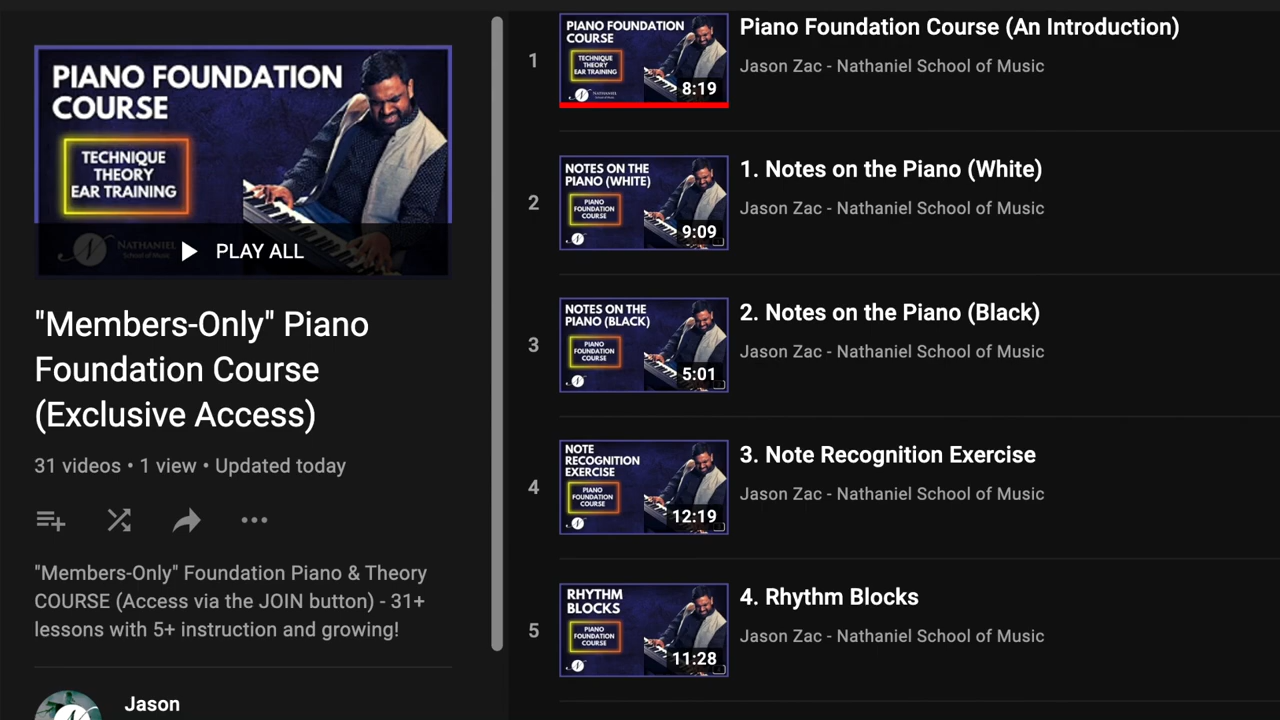 PIANO FOUNDATION
COURSE
TECHNIQUE
THEORY
EAR TRAINING
NATHANIEL
School of Music
PLAY ALL
"Members-Only" Piano
Foundation Course
(Exclusive Access)
31 videos • 1 view • Updated today
"Members-Only" Foundation Piano & Theory
COURSE (Access via the JOIN button) - 31+
lessons with 5+ instruction and growing!
Jason
1
PIANO FOUNDATION
COURSE
TECHNIQUE
THEORY
EAR TRAINING
NATHANIEL
8:19
Piano Foundation Course (An Introduction)
Jason Zac - Nathaniel School of Music
2
NOTES ON THE
PIANO (WHITE)
PIANO
FOUNDATION
COURSE
9:09
1. Notes on the Piano (White)
Jason Zac - Nathaniel School of Music
3
NOTES ON THE
PIANO (BLACK)
PIANO
FOUNDATION
COURSE
5:01
2. Notes on the Piano (Black)
Jason Zac - Nathaniel School of Music
4
NOTE
RECOGNITION
EXERCISE
PIANO
FOUNDATION
COURSE
12:19
3. Note Recognition Exercise
Jason Zac - Nathaniel School of Music
5
RHYTHM
BLOCKS
PIANO
FOUNDATION
COURSE
11:28
4. Rhythm Blocks
Jason Zac - Nathaniel School of Music